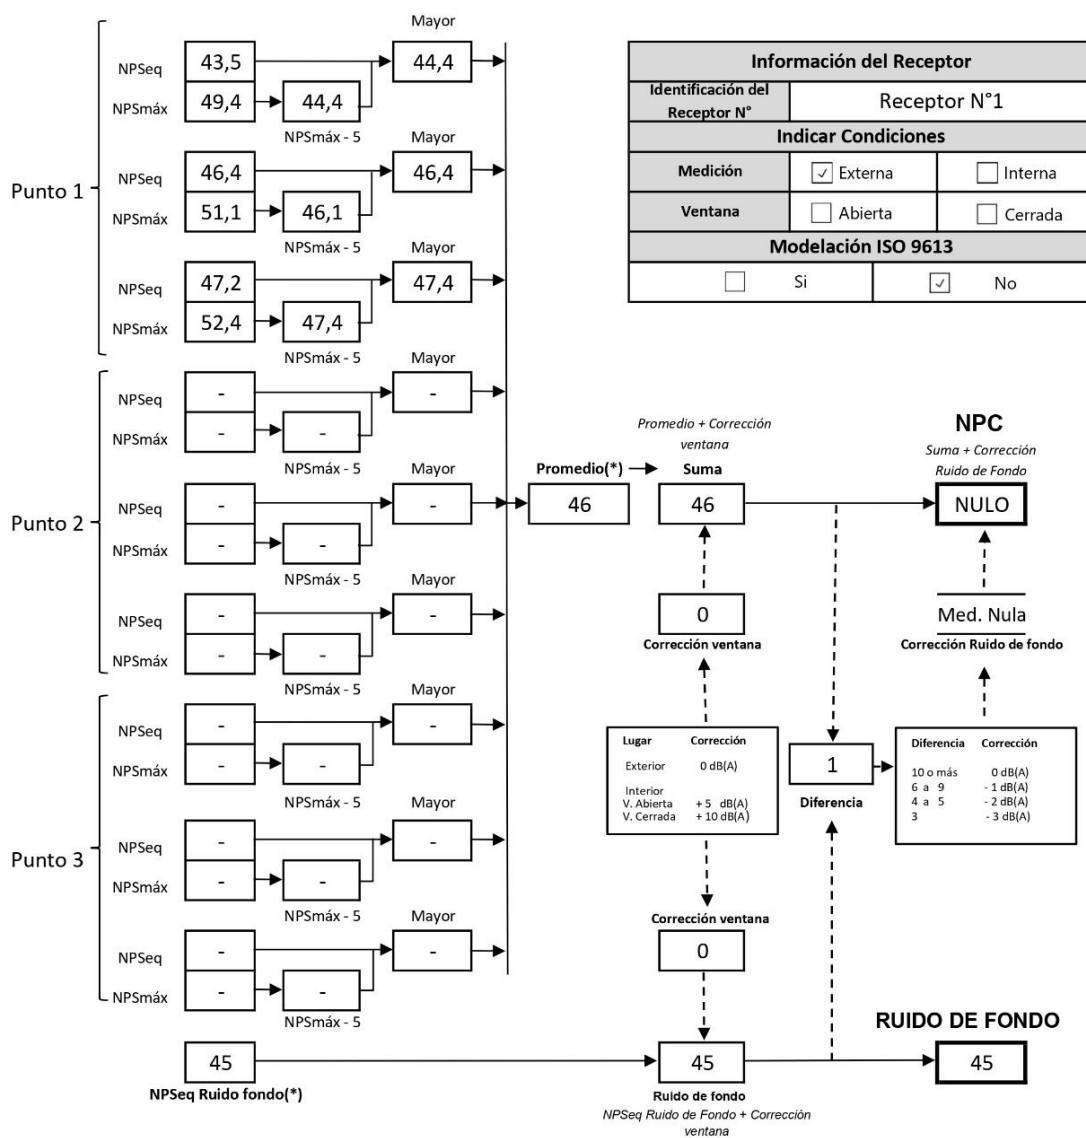 Mayor
NPSeq 43,5 44,4
NPSmáx 49,4 44,4
NPSmáx - 5
Mayor
Punto 1
NPSeq 46,4 46,4
NPSmáx 51,1 46,1
NPSmáx - 5
Mayor
NPSeq 47,2 47,4
NPSmáx 52,4 47,4
NPSmáx - 5
Información del Receptor
Identificación del
Receptor N°
Receptor N°1
Indicar Condiciones
Medición ✓ Externa Interna
Ventana Abierta Cerrada
Modelación ISO 9613
Si ✓ No
Mayor
NPSeq - -
NPSmáx - -
NPSmáx - 5
Mayor
Punto 2
NPSeq - -
NPSmáx - -
NPSmáx - 5
Mayor
NPSeq - -
NPSmáx - -
NPSmáx - 5
Mayor
NPSeq - -
NPSmáx - -
NPSmáx - 5
Mayor
Punto 3
NPSeq - -
NPSmáx - -
NPSmáx - 5
Mayor
NPSeq - -
NPSmáx - -
NPSmáx - 5
Promedio(*)
46
Promedio + Corrección
ventana
Suma
46
NPC
Suma + Corrección
Ruido de Fondo
NULO
0
Corrección ventana
Med. Nula
Corrección Ruido de fondo
Lugar Corrección
Exterior 0 dB(A)
Interior
V. Abierta + 5 dB(A)
V. Cerrada + 10 dB(A)
1
Diferencia
Diferencia Corrección
10 o más 0 dB(A)
6 a 9 - 1 dB(A)
4 a 5 - 2 dB(A)
3 - 3 dB(A)
Corrección ventana
0
45
NPSeq Ruido fondo(*)
45
Ruido de fondo
NPSeq Ruido de Fondo + Corrección
ventana
RUIDO DE FONDO
45